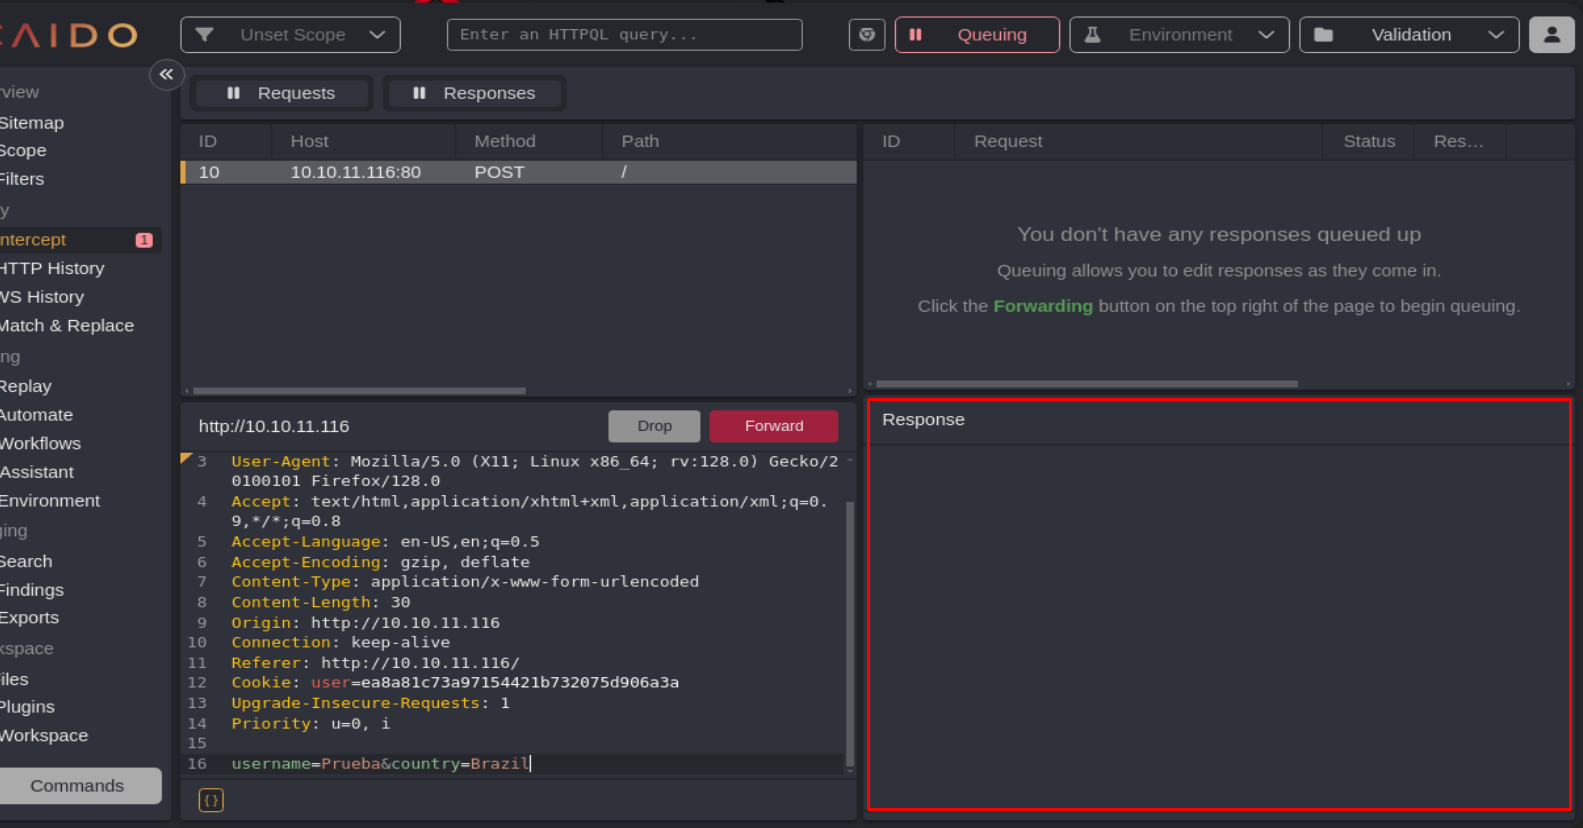 CAIDO
Unset Scope
Enter an HTTPQL query...
Queuing
Environment
Validation
rview
Sitemap
Scope
Filters
y
ntercept
1
HTTP History
WS History
Match & Replace
ng
Replay
Automate
Workflows
Assistant
Environment
ging
Search
Findings
Exports
kspace
iles
Plugins
Workspace
Commands
Requests
Responses
ID Host Method Path
10 10.10.11.116:80 POST /
http://10.10.11.116
Drop
Forward
3 User-Agent: Mozilla/5.0 (X11; Linux x86_64; rv:128.0) Gecko/2
0100101 Firefox/128.0
4 Accept: text/html,application/xhtml+xml,application/xml;q=0.
9,*/*;q=0.8
5 Accept-Language: en-US,en;q=0.5
6 Accept-Encoding: gzip, deflate
7 Content-Type: application/x-www-form-urlencoded
8 Content-Length: 30
9 Origin: http://10.10.11.116
10 Connection: keep-alive
11 Referer: http://10.10.11.116/
12 Cookie: user=ea8a81c73a97154421b732075d906a3a
13 Upgrade-Insecure-Requests: 1
14 Priority: u=0, i
15
16 username=Prueba&country=Brazil
{}
ID Request Status Res…
You don't have any responses queued up
Queuing allows you to edit responses as they come in.
Click the Forwarding button on the top right of the page to begin queuing.
Response